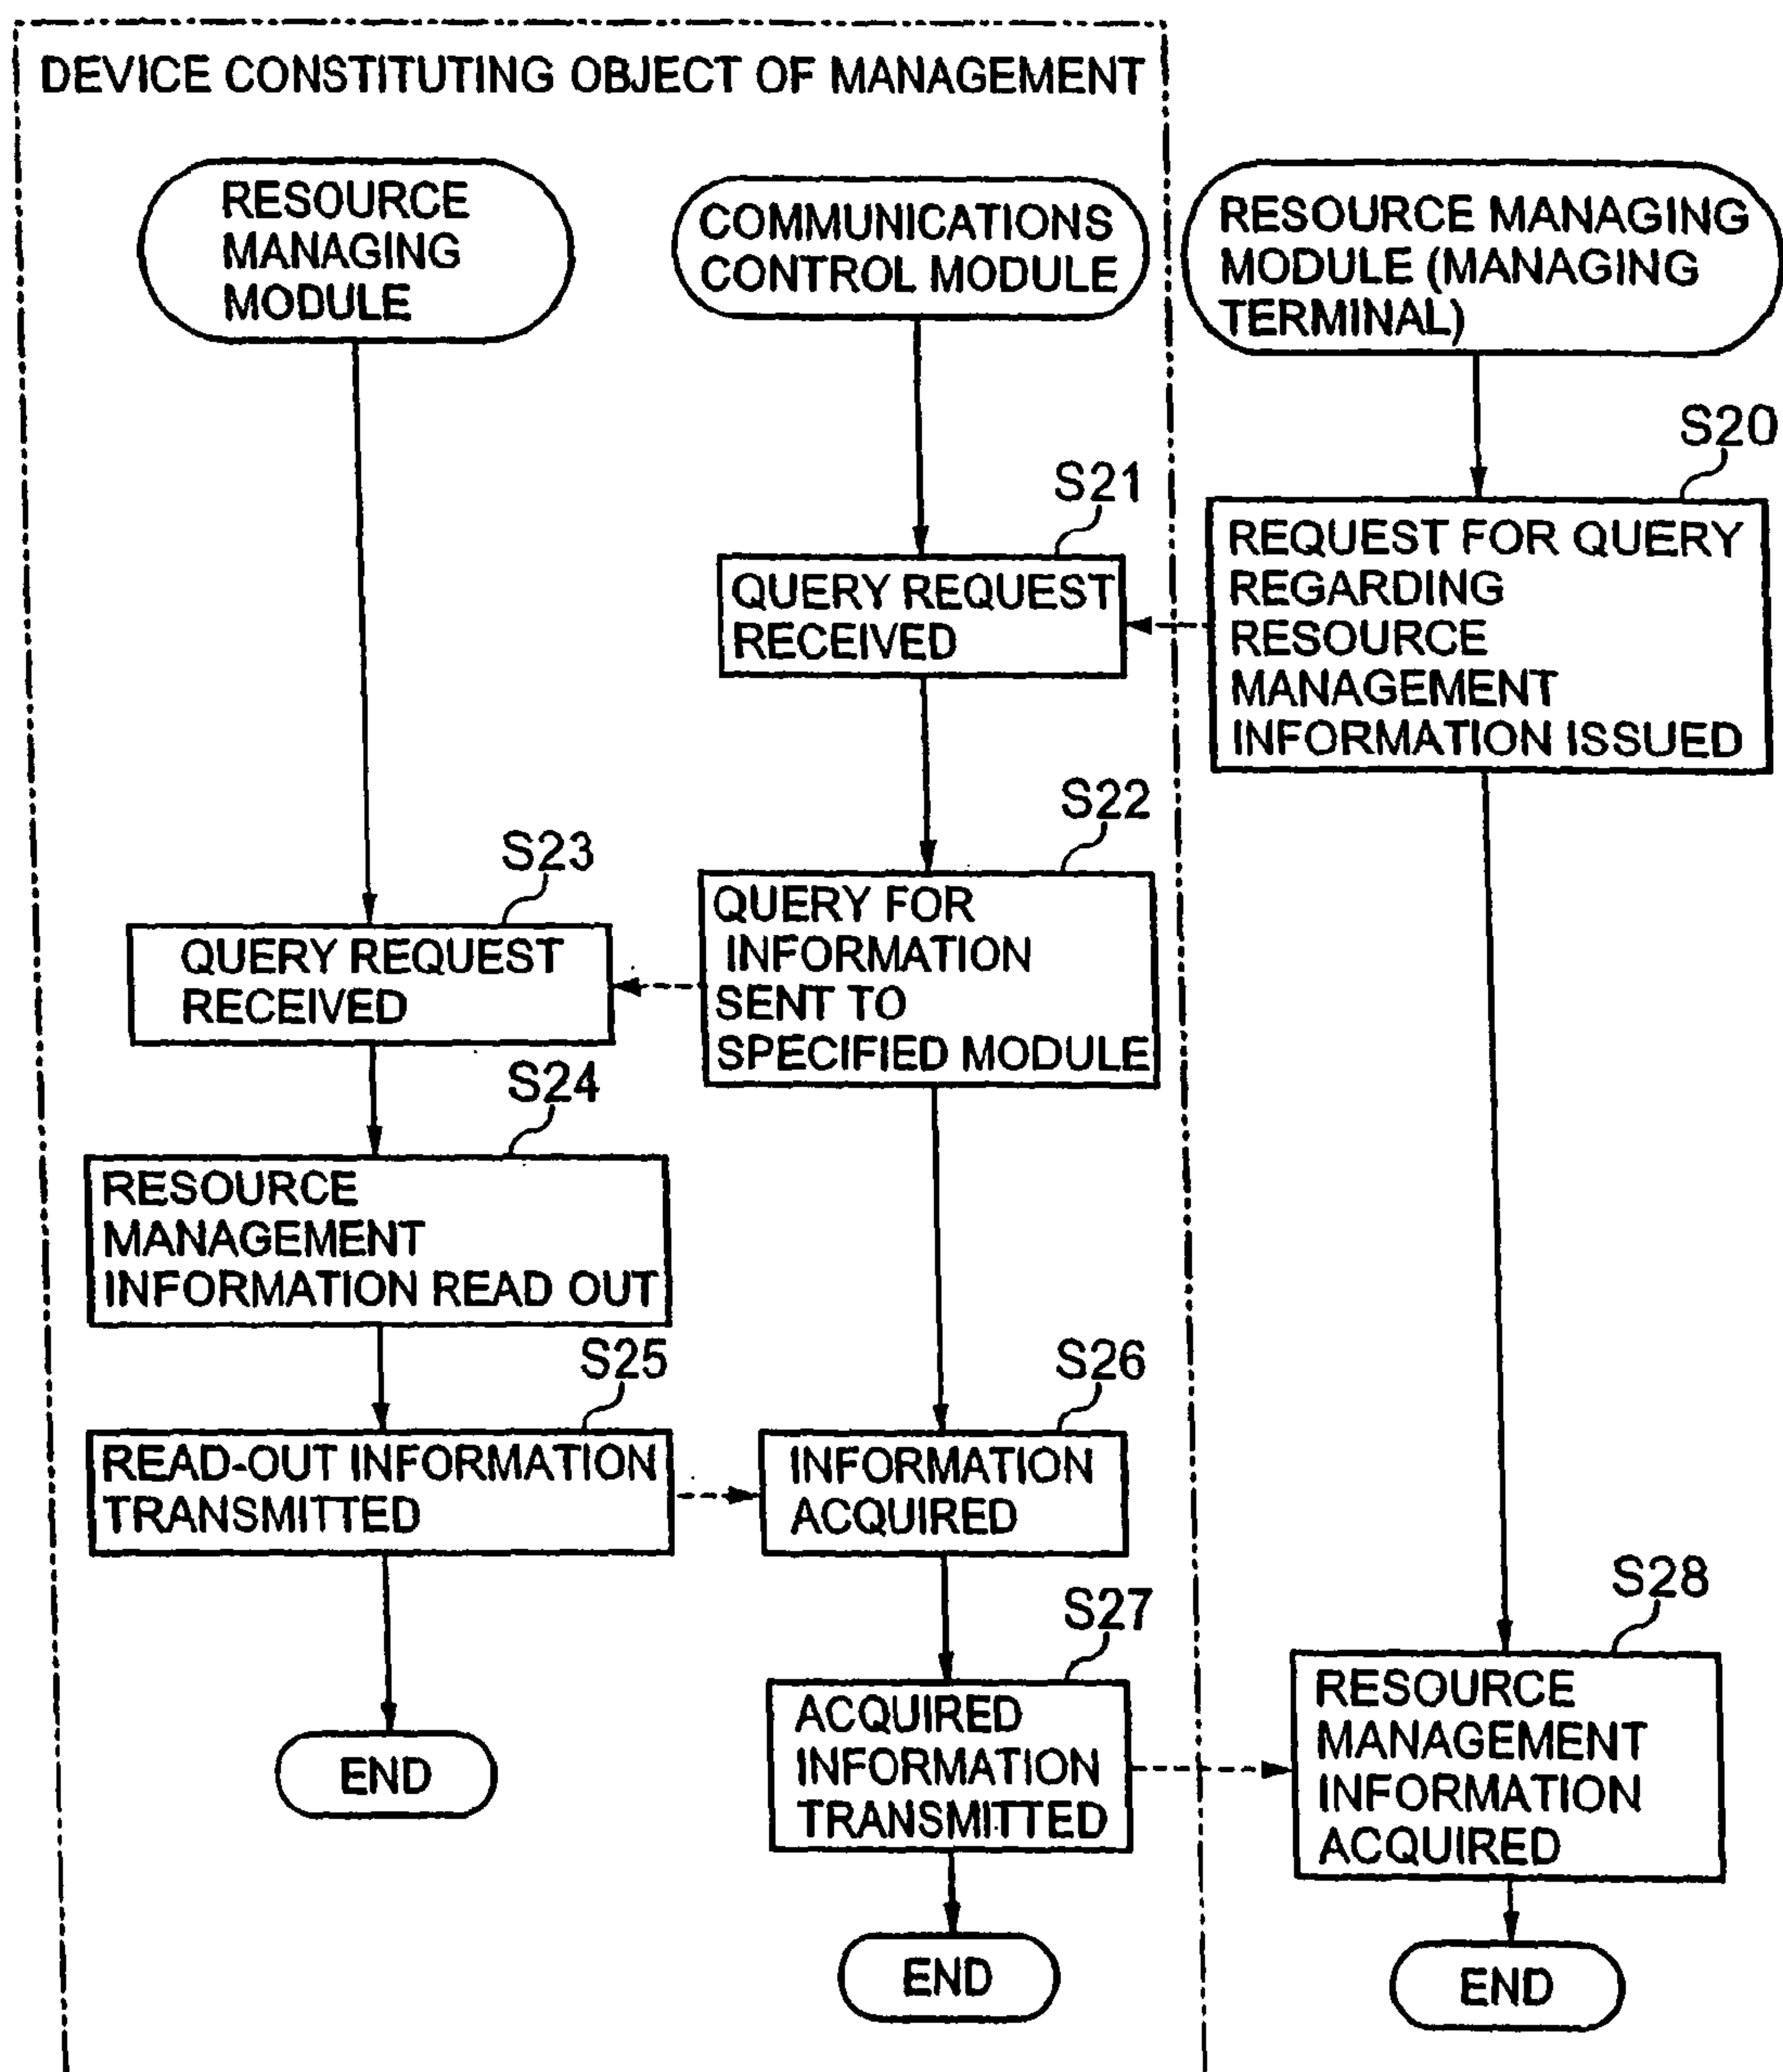 DEVICE CONSTITUTING OBJECT OF MANAGEMENT
RESOURCE
MANAGING
MODULE
COMMUNICATIONS
CONTROL MODULE
RESOURCE MANAGING
MODULE (MANAGING
TERMINAL)
S20
REQUEST FOR QUERY
REGARDING
RESOURCE
MANAGEMENT
INFORMATION ISSUED
S21
QUERY REQUEST
RECEIVED
S22
QUERY FOR
INFORMATION
SENT TO
SPECIFIED MODULE
S23
QUERY REQUEST
RECEIVED
S24
RESOURCE
MANAGEMENT
INFORMATION READ OUT
S25
READ-OUT INFORMATION
TRANSMITTED
S26
INFORMATION
ACQUIRED
S27
ACQUIRED
INFORMATION
TRANSMITTED
S28
RESOURCE
MANAGEMENT
INFORMATION
ACQUIRED
END
END
END